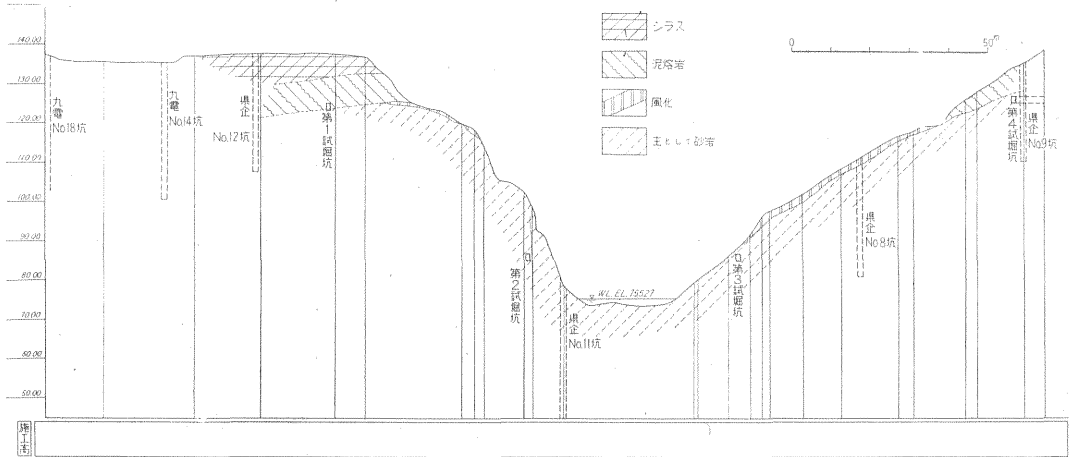 140.00
130.00
120.00
110.00
100.00
90.00
80.00
70.00
60.00
50.00
九電
No.18坑
九電
No.14坑
県企
No.12坑
第1試掘坑
第2試掘坑
県企
No.11坑
WL.EL.75.527
第3試掘坑
県企
No.8坑
第4試掘坑
県企
No.9坑
シラス
泥熔岩
風化
主として砂岩
0
50m
施工高